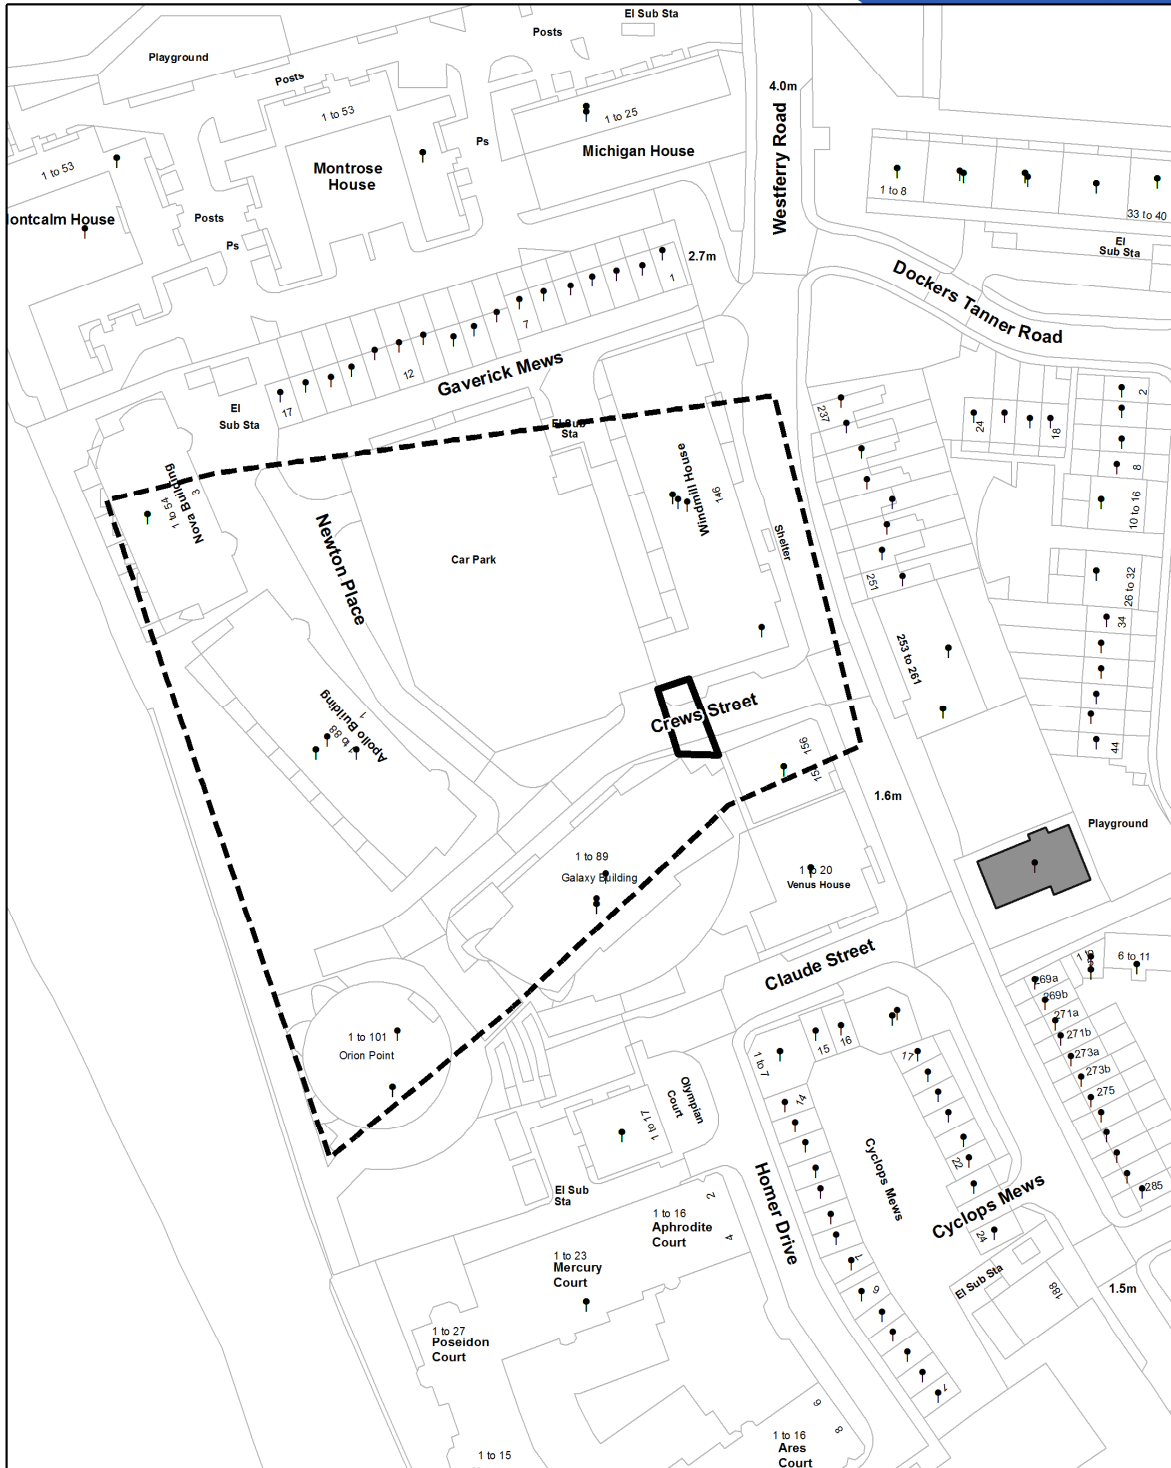 El Sub Sta
Posts
Playground
Posts
4.0m
1 to 53
1 to 25
Westferry Road
Ps
Michigan House
1 to 53
Montrose
House
1 to 8
33 to 40
ontcalm House
Posts
Ps
El
Sub Sta
2.7m
1
Dockers Tanner Road
7
Gaverick Mews
12
17
El
Sub Sta
El Sub
Sta
237
24
18
2
8
10 to 16
3
1 to 54
Nova Building
Windmill House
146
Shelter
Newton Place
Car Park
251
26 to 32
34
253 to 261
44
Crews Street
Apollo Building
1
1 to 88
156
1.6m
Playground
1 to 89
Galaxy Building
1 to 20
Venus House
Claude Street
6 to 11
269a
269b
271a
271b
273a
273b
275
285
1 to 101
Orion Point
15
16
17
1 to 7
14
Olympian
Court
1 to 17
22
24
Cyclops Mews
Cyclops Mews
Homer Drive
El Sub
Sta
2
4
1 to 16
Aphrodite
Court
1 to 23
Mercury
Court
El Sub Sta
188
1.5m
1 to 27
Poseidon
Court
7
6
1
9
8
1 to 16
Ares
Court
1 to 15